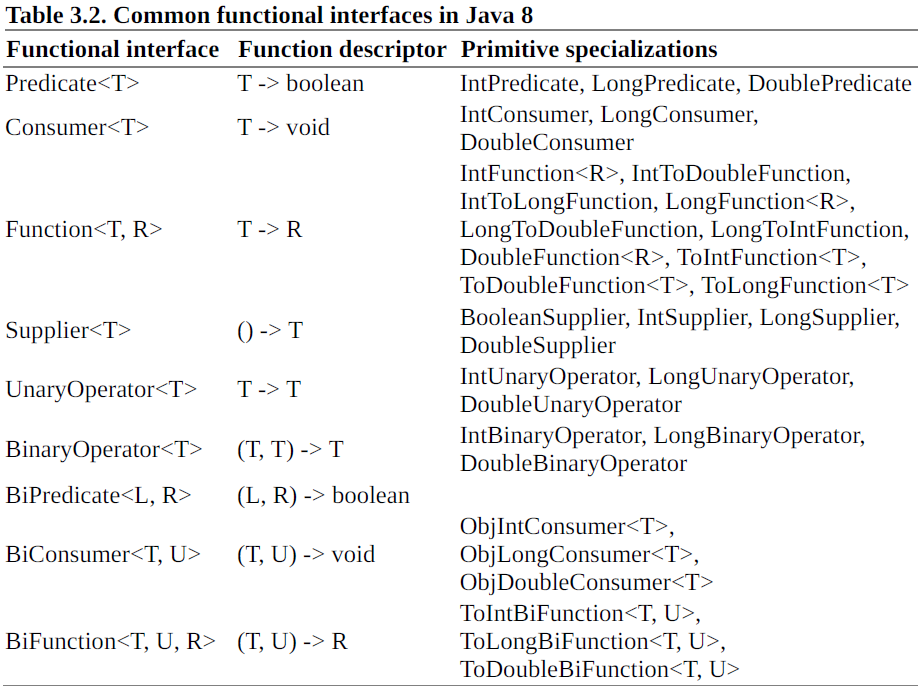 Table 3.2. Common functional interfaces in Java 8
Functional interface Function descriptor Primitive specializations
Predicate<T> T -> boolean IntPredicate, LongPredicate, DoublePredicate
Consumer<T> T -> void IntConsumer, LongConsumer,
DoubleConsumer
Function<T, R> T -> R IntFunction<R>, IntToDoubleFunction,
IntToLongFunction, LongFunction<R>,
LongToDoubleFunction, LongToIntFunction,
DoubleFunction<R>, ToIntFunction<T>,
ToDoubleFunction<T>, ToLongFunction<T>
Supplier<T> () -> T BooleanSupplier, IntSupplier, LongSupplier,
DoubleSupplier
UnaryOperator<T> T -> T IntUnaryOperator, LongUnaryOperator,
DoubleUnaryOperator
BinaryOperator<T> (T, T) -> T IntBinaryOperator, LongBinaryOperator,
DoubleBinaryOperator
BiPredicate<L, R> (L, R) -> boolean
BiConsumer<T, U> (T, U) -> void ObjIntConsumer<T>,
ObjLongConsumer<T>,
ObjDoubleConsumer<T>
BiFunction<T, U, R> (T, U) -> R ToIntBiFunction<T, U>,
ToLongBiFunction<T, U>,
ToDoubleBiFunction<T, U>